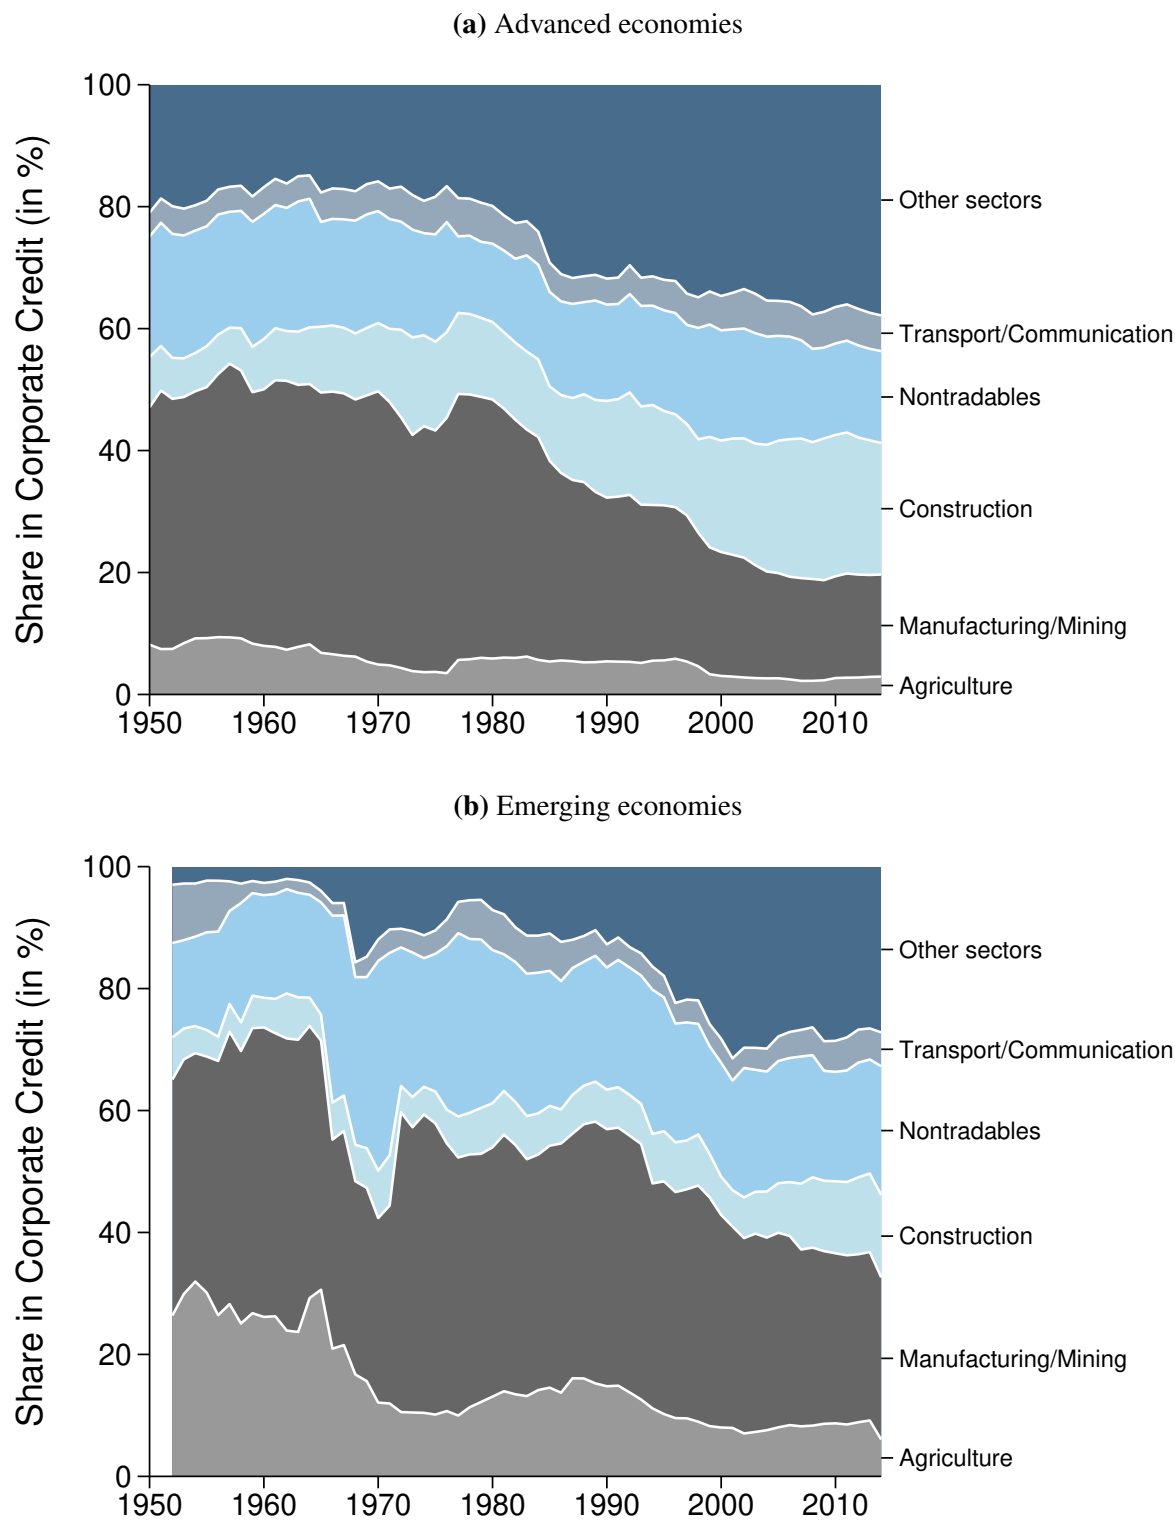 (a) Advanced economies
Share in Corporate Credit (in %)
100
80
60
40
20
0
1950 1960 1970 1980 1990 2000 2010
Other sectors
Transport/Communication
Nontradables
Construction
Manufacturing/Mining
Agriculture
(b) Emerging economies
Share in Corporate Credit (in %)
100
80
60
40
20
0
1950 1960 1970 1980 1990 2000 2010
Other sectors
Transport/Communication
Nontradables
Construction
Manufacturing/Mining
Agriculture